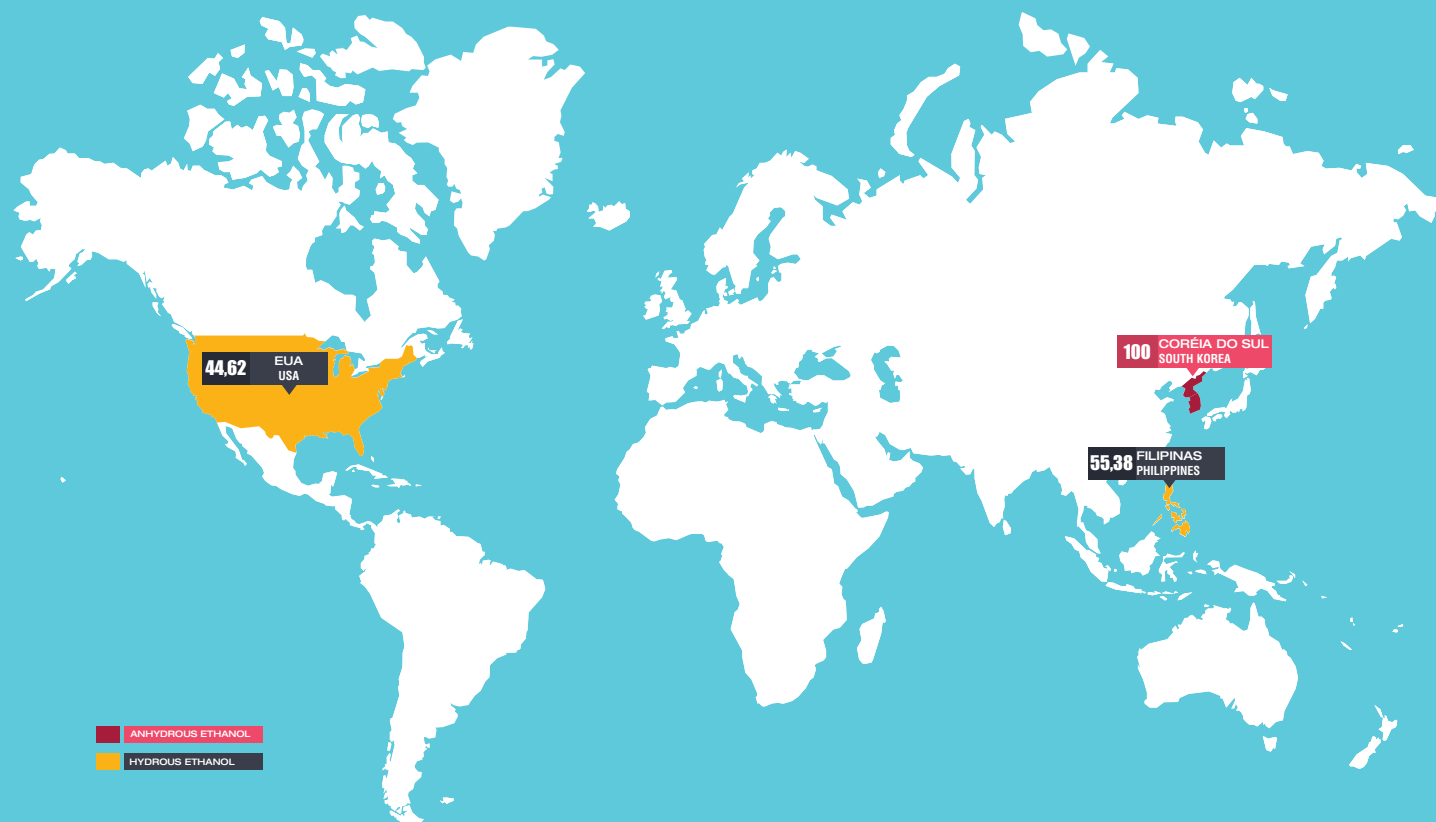 44,62
EUA
USA
100
CORÉIA DO SUL
SOUTH KOREA
55,38
FILIPINAS
PHILIPPINES
ANHYDROUS ETHANOL
HYDROUS ETHANOL